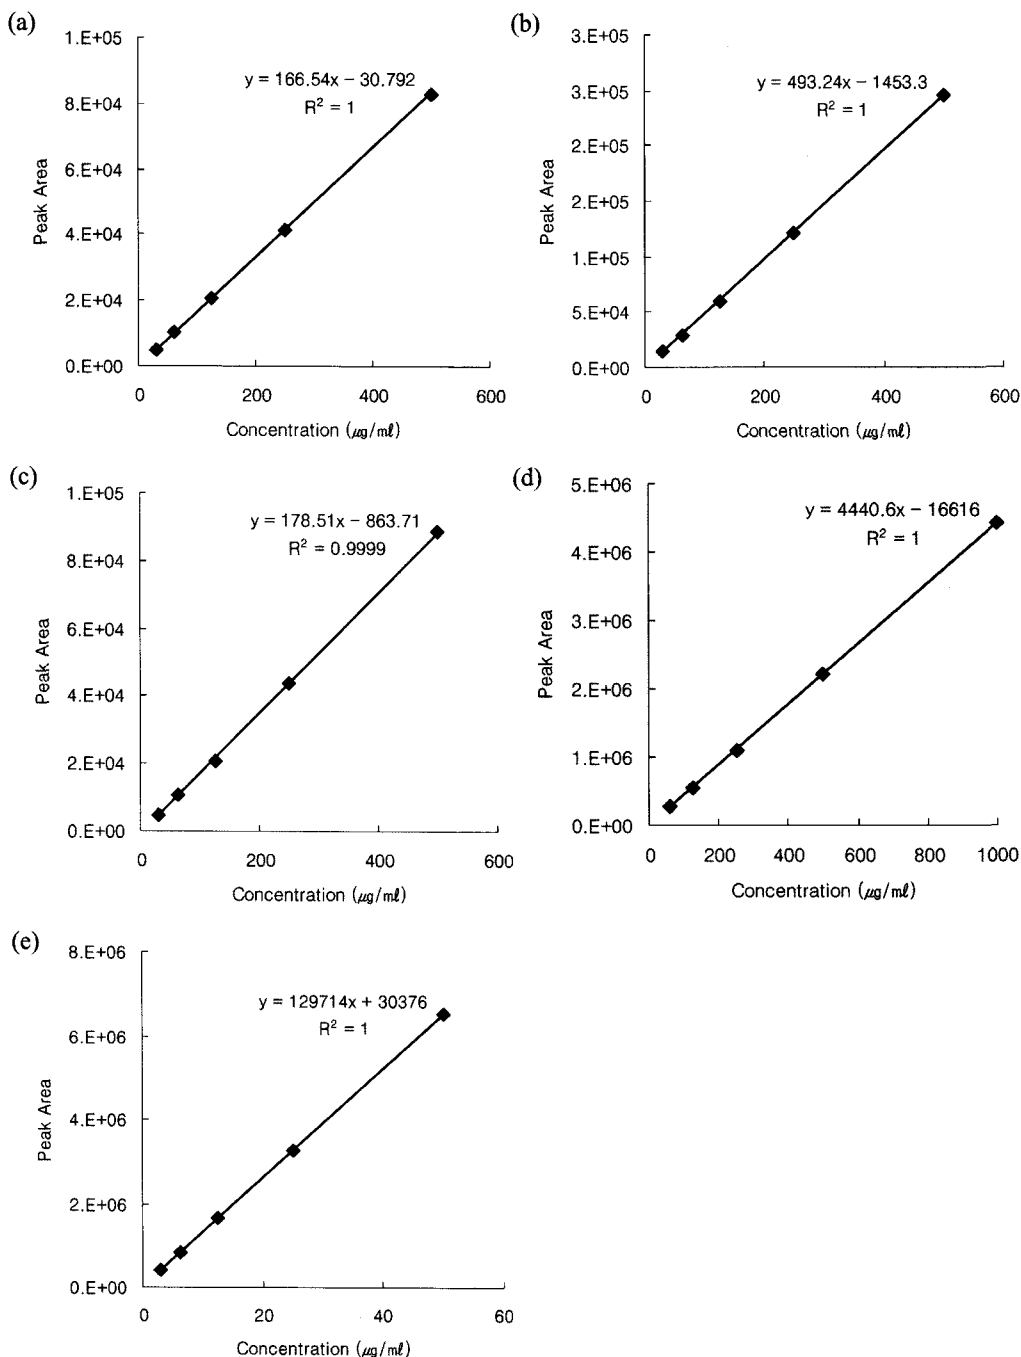 (a)
1.E+05
8.E+04
6.E+04
4.E+04
2.E+04
0.E+00
Peak Area
y = 166.54x − 30.792
R² = 1
0 200 400 600
Concentration (㎍/㎖)
(b)
3.E+05
3.E+05
2.E+05
2.E+05
1.E+05
5.E+04
0.E+00
Peak Area
y = 493.24x − 1453.3
R² = 1
0 200 400 600
Concentration (㎍/㎖)
(c)
1.E+05
8.E+04
6.E+04
4.E+04
2.E+04
0.E+00
Peak Area
y = 178.51x − 863.71
R² = 0.9999
0 200 400 600
Concentration (㎍/㎖)
(d)
5.E+06
4.E+06
3.E+06
2.E+06
1.E+06
0.E+00
Peak Area
y = 4440.6x − 16616
R² = 1
0 200 400 600 800 1000
Concentration (㎍/㎖)
(e)
8.E+06
6.E+06
4.E+06
2.E+06
0.E+00
Peak Area
y = 129714x + 30376
R² = 1
0 20 40 60
Concentration (㎍/㎖)